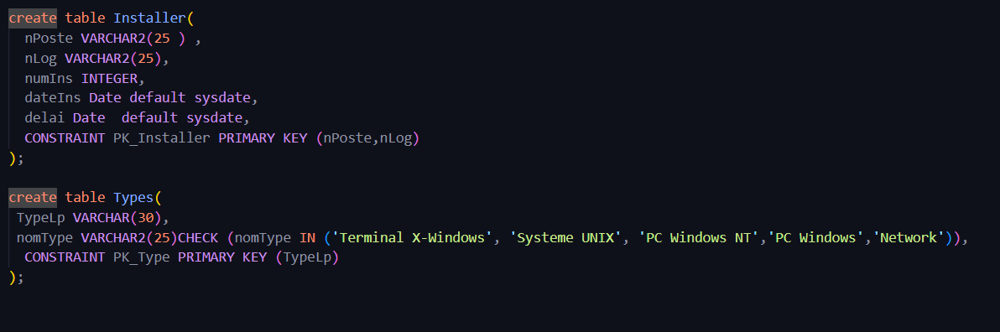 create table Installer(
nPoste VARCHAR2(25 ) ,
nLog VARCHAR2(25),
numIns INTEGER,
dateIns Date default sysdate,
delai Date  default sysdate,
CONSTRAINT PK_Installer PRIMARY KEY (nPoste,nLog)
);
create table Types(
TypeLp VARCHAR(30),
nomType VARCHAR2(25)CHECK (nomType IN ('Terminal X-Windows', 'Systeme UNIX', 'PC Windows NT','PC Windows','Network')),
CONSTRAINT PK_Type PRIMARY KEY (TypeLp)
);